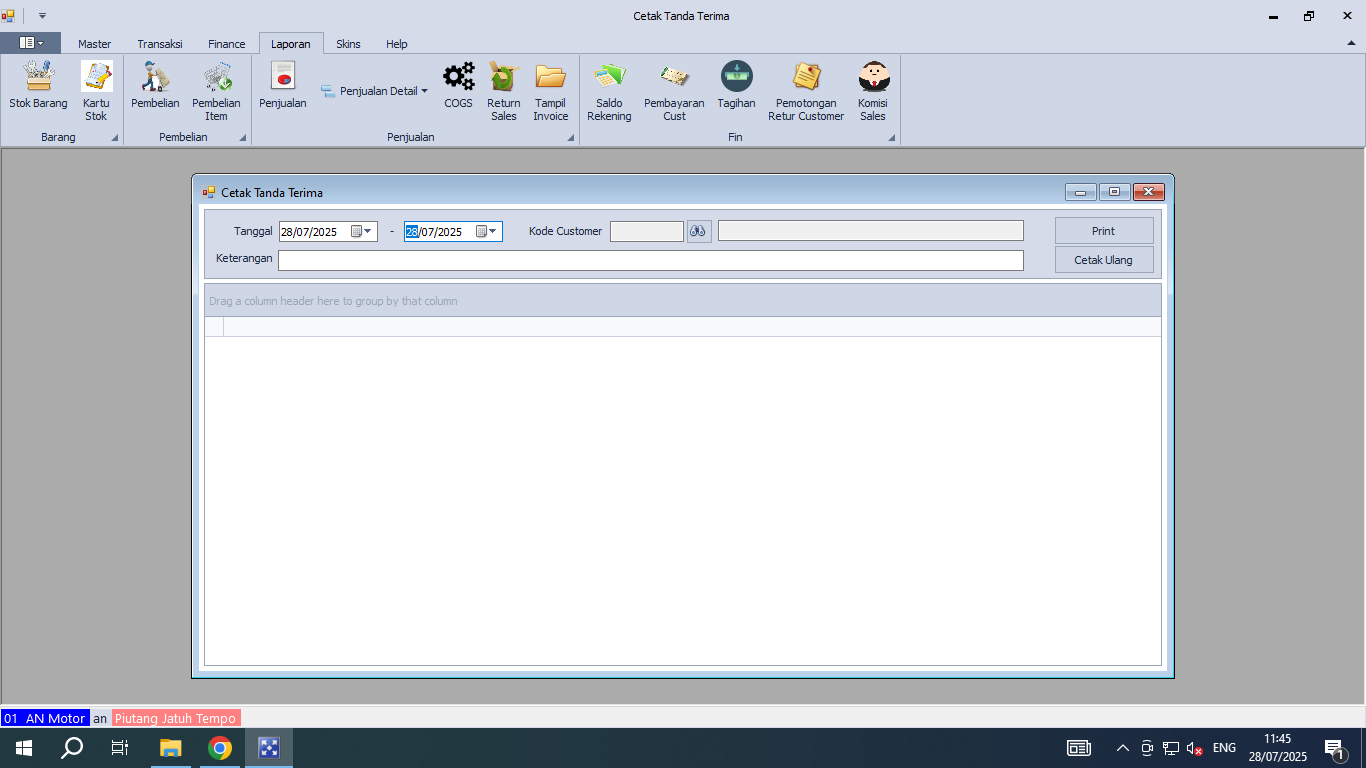 Cetak Tanda Terima
Master Transaksi Finance Laporan Skins Help
Stok Barang
Kartu Stok
Pembelian
Pembelian Item
Penjualan
Penjualan Detail
COGS
Return Sales
Tampil Invoice
Saldo Rekening
Pembayaran Cust
Tagihan
Pemotongan Retur Customer
Komisi Sales
Barang Pembelian Penjualan Fin
Cetak Tanda Terima
Tanggal 28/07/2025 - 28/07/2025 Kode Customer Print
Keterangan Cetak Ulang
Drag a column header here to group by that column
01 AN Motor an Piutang Jatuh Tempo
ENG
11:45
28/07/2025
1